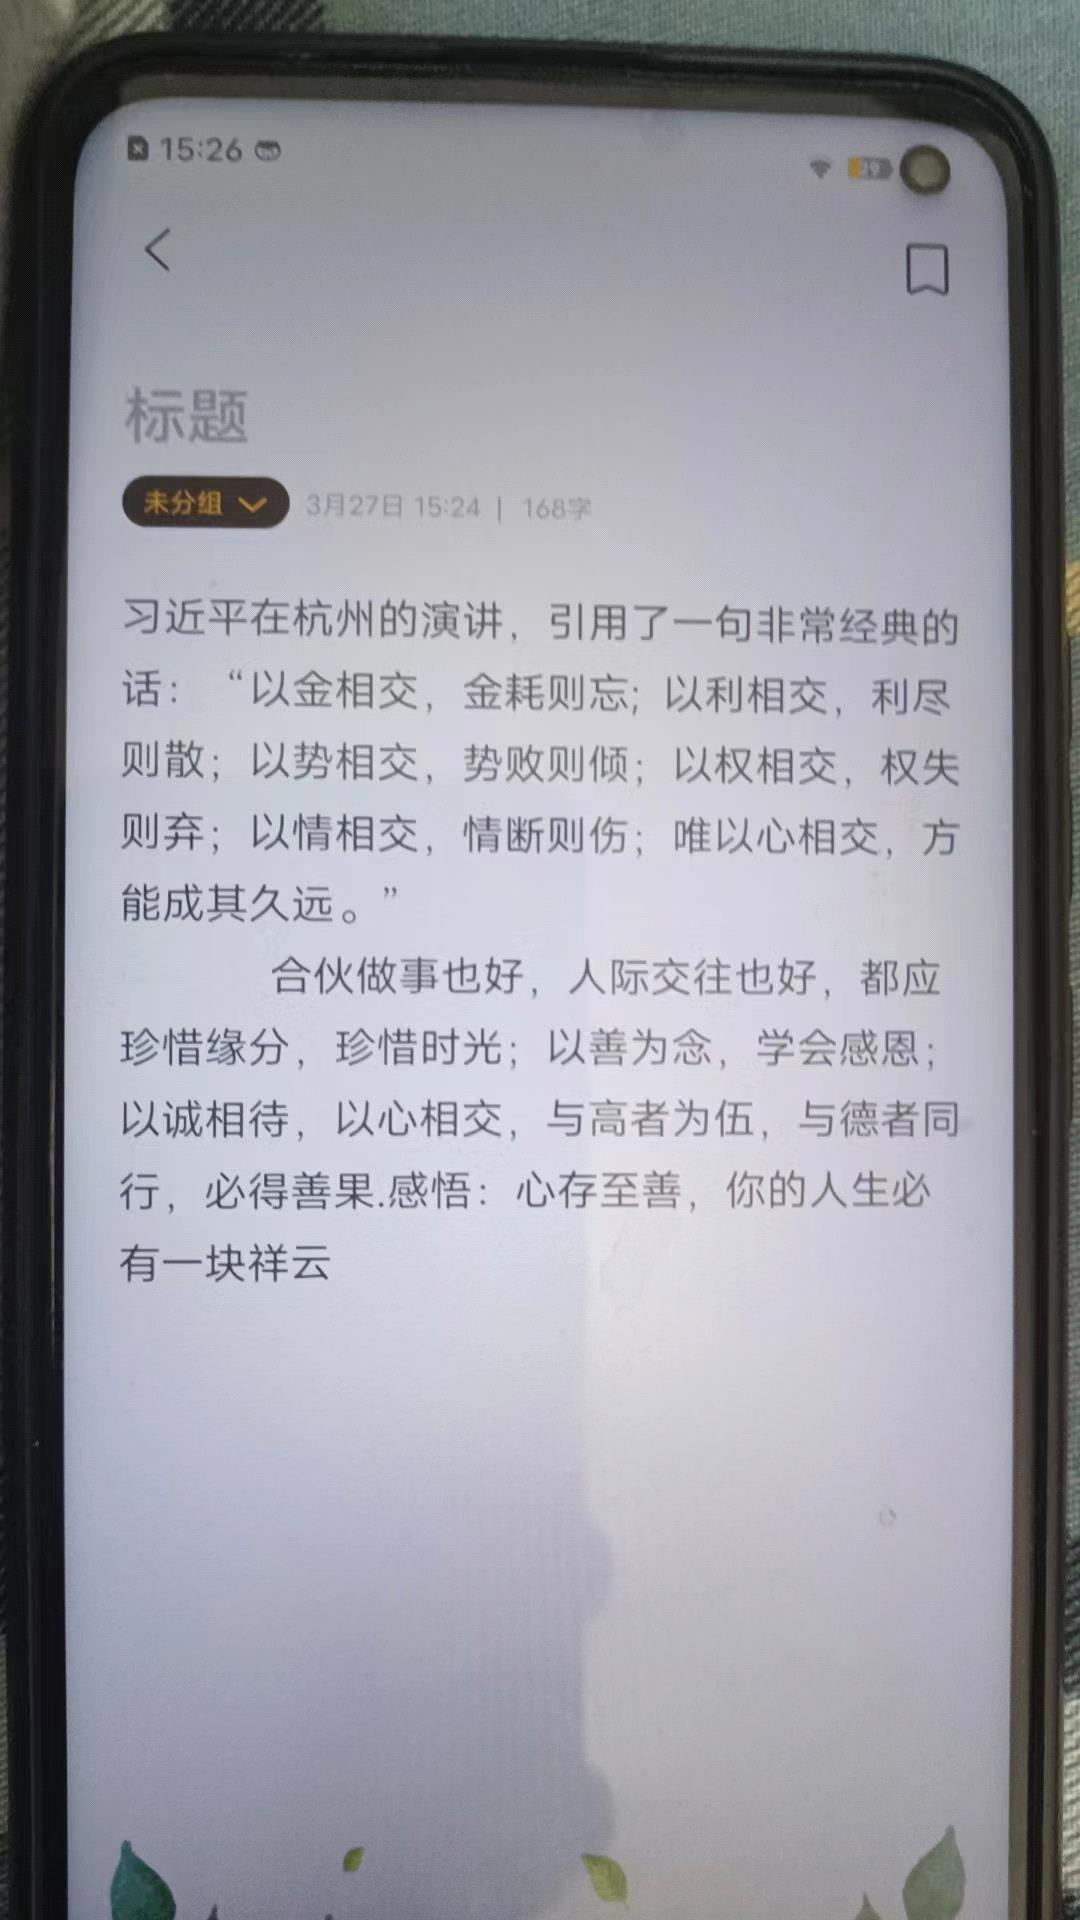 15:26
19
标题
未分组 3月27日 15:24 | 168字
习近平在杭州的演讲，引用了一句非常经典的
话：“以金相交，金耗则忘；以利相交，利尽
则散；以势相交，势败则倾；以权相交，权失
则弃；以情相交，情断则伤；唯以心相交，方
能成其久远。”
合伙做事也好，人际交往也好，都应
珍惜缘分，珍惜时光；以善为念，学会感恩；
以诚相待，以心相交，与高者为伍，与德者同
行，必得善果.感悟：心存至善，你的人生必
有一块祥云